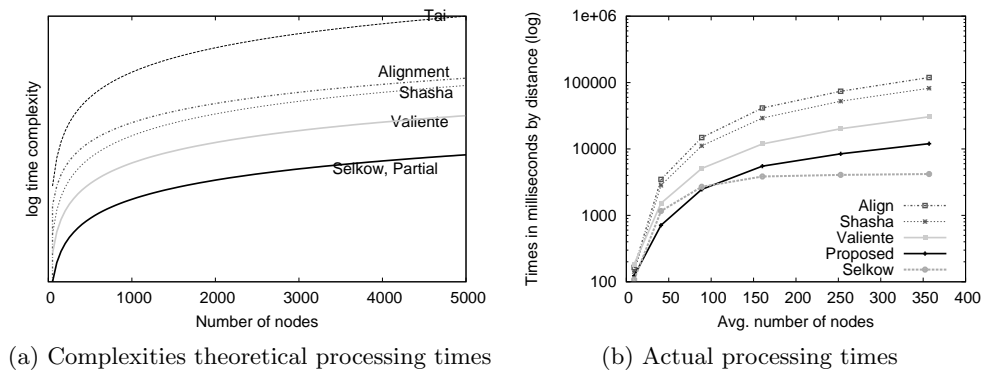 log time complexity
Tai
Alignment
Shasha
Valiente
Selkow, Partial
0 1000 2000 3000 4000 5000
Number of nodes
(a) Complexities theoretical processing times
Times in milliseconds by distance (log)
1e+06
100000
10000
1000
100
Align
Shasha
Valiente
Proposed
Selkow
0 50 100 150 200 250 300 350 400
Avg. number of nodes
(b) Actual processing times